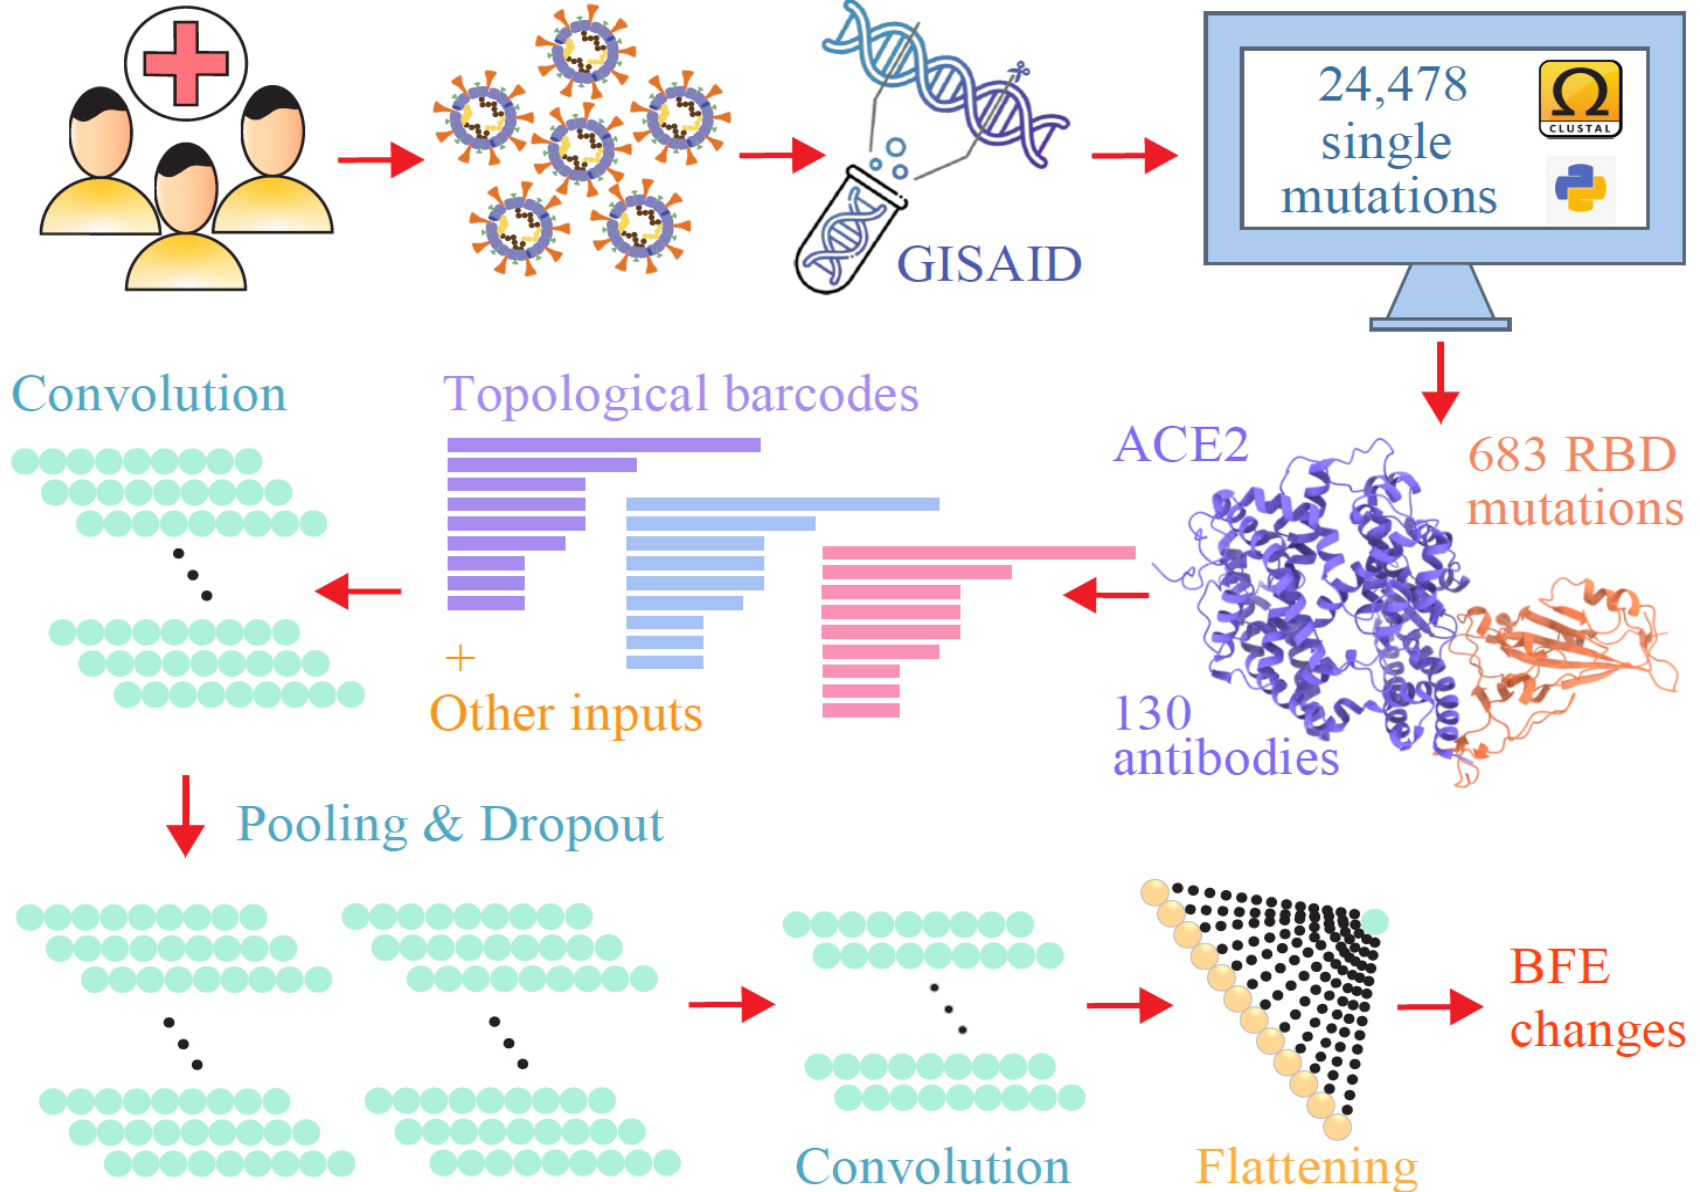 24,478
single
mutations
CLUSTAL
GISAID
Convolution
Topological barcodes
ACE2
683 RBD
mutations
+
Other inputs
130
antibodies
Pooling & Dropout
BFE
changes
Convolution
Flattening